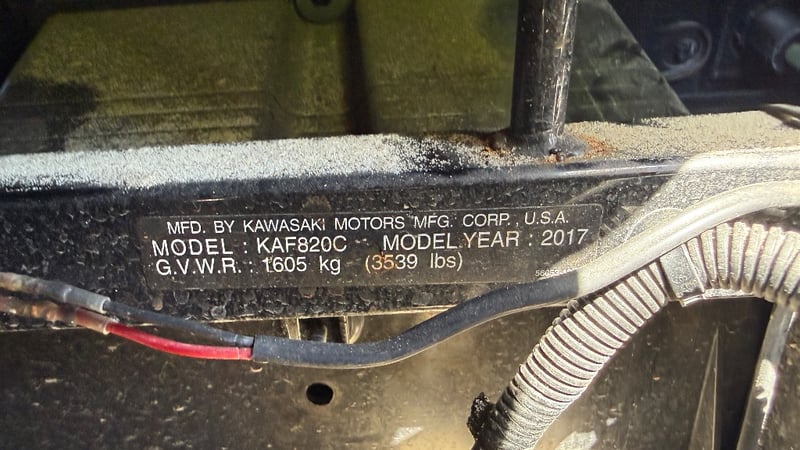 MFD. BY KAWASAKI MOTORS MFG. CORP., U.S.A.
MODEL : KAF820C MODEL YEAR : 2017
G.V.W.R. : 1605 kg (3539 lbs)